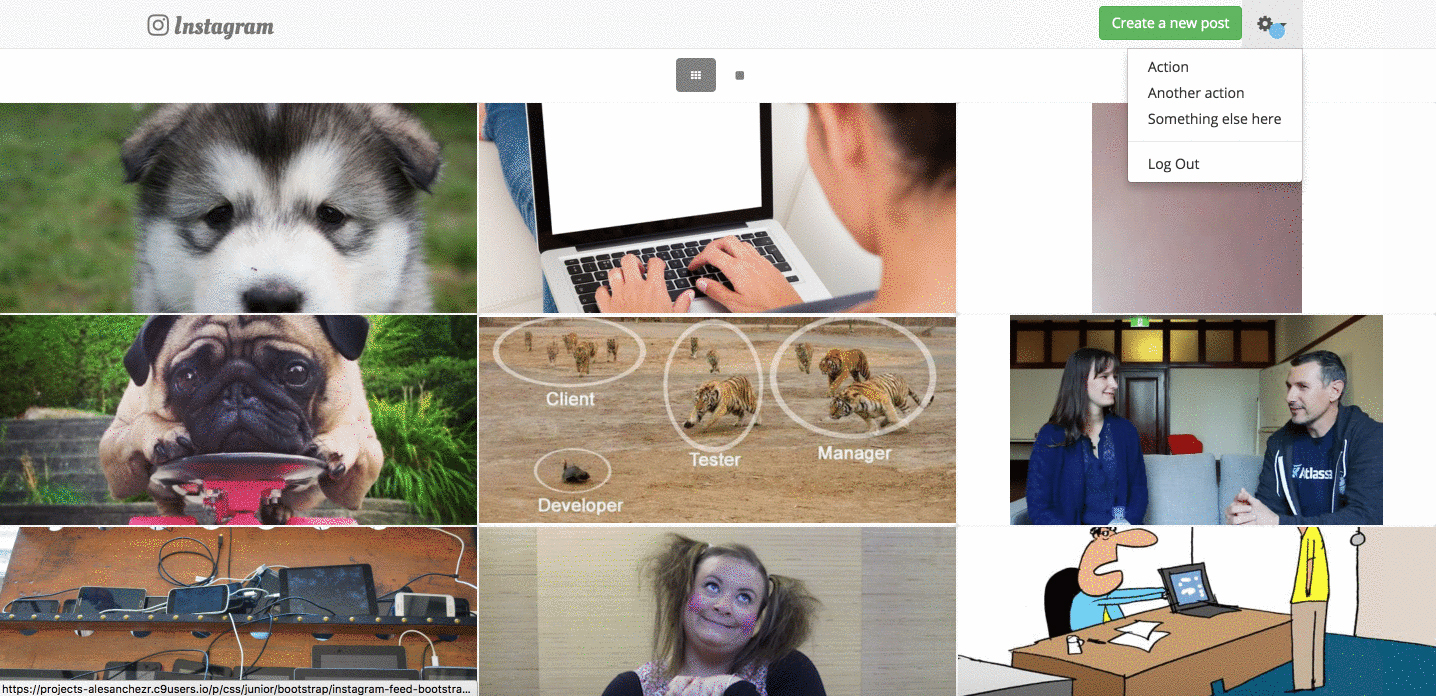 Instagram
Create a new post
Action
Another action
Something else here
Log Out
Client
Tester
Manager
Developer
Atlass
https://projects-alesanchezr.c9users.io/p/css/junior/bootstrap/instagram-feed-bootstra...